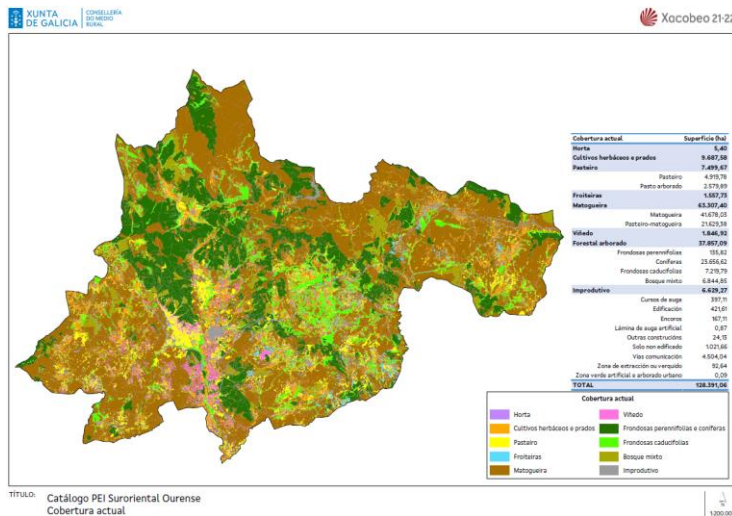 XUNTA DE GALICIA
CONSELLERÍA DO MEDIO RURAL
Xacobeo 21·22
Cobertura actual Superficie (ha)
Horta 5,40
Cultivos herbáceos e prados 9.687,58
Pasteiro 7.499,67
Pasteiro 4.919,78
Pasto arborado 2.579,89
Froiteiras 1.557,73
Matogueira 63.307,40
Matogueira 41.678,03
Pasteiro-matogueira 21.629,38
Viñedo 1.846,92
Forestal arborado 37.857,09
Frondosas perennifolias 135,82
Coníferas 23.656,62
Frondosas caducifolias 7.219,79
Bosque mixto 6.844,85
Improdutivo 6.629,27
Cursos de auga 397,11
Edificación 421,61
Encoros 167,11
Lámina de auga artificial 0,87
Outras construcións 24,15
Solo non edificado 1.021,66
Vías comunicación 4.504,04
Zona de extracción ou verquido 92,64
Zona verde artificial e arborado urbano 0,09
TOTAL 128.391,06
Cobertura actual
Horta
Cultivos herbáceos e prados
Pasteiro
Froiteiras
Matogueira
Viñedo
Frondosas perennifolias e coníferas
Frondosas caducifolias
Bosque mixto
Improdutivo
TÍTULO: Catálogo PEI Suroriental Ourense
Cobertura actual